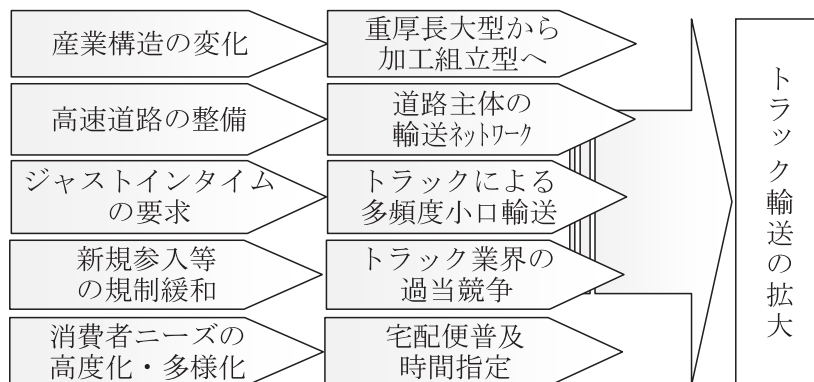 産業構造の変化
重厚長大型から
加工組立型へ
高速道路の整備
道路主体の
輸送ネットワーク
ジャストインタイム
の要求
トラックによる
多頻度小口輸送
新規参入等
の規制緩和
トラック業界の
過当競争
消費者ニーズの
高度化・多様化
宅配便普及
時間指定
トラック輸送の拡大